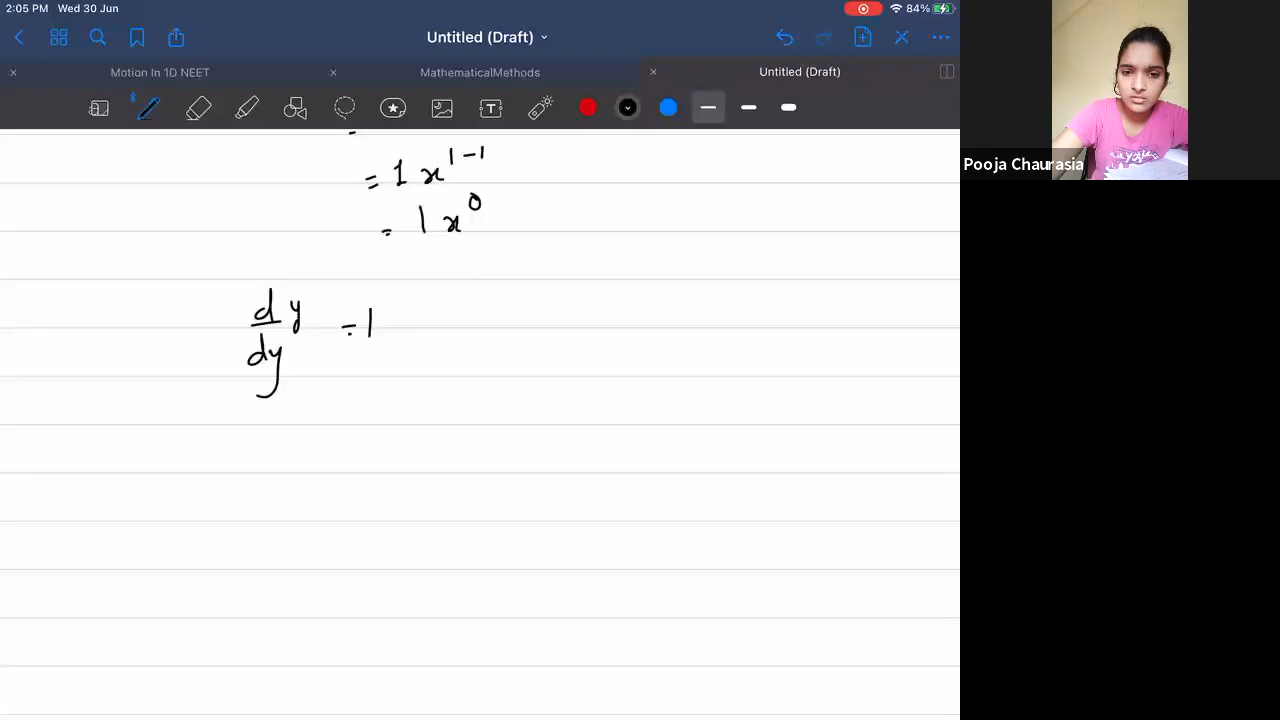 2:05 PM Wed 30 Jun 84%
Untitled (Draft)
Motion In 1D NEET MathematicalMethods Untitled (Draft)
T
Pooja Chaurasia
= 1 x^{1-1}
= 1 x^0
d/dy y = 1